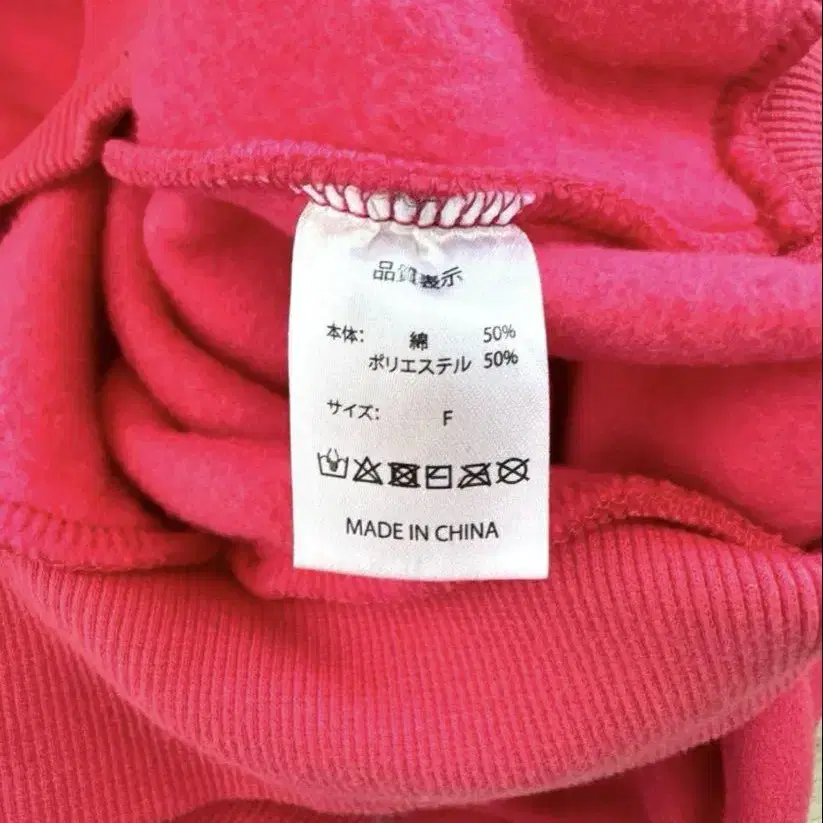 品質表示
本体: 綿 50%
ポリエステル 50%
サイズ: F
MADE IN CHINA